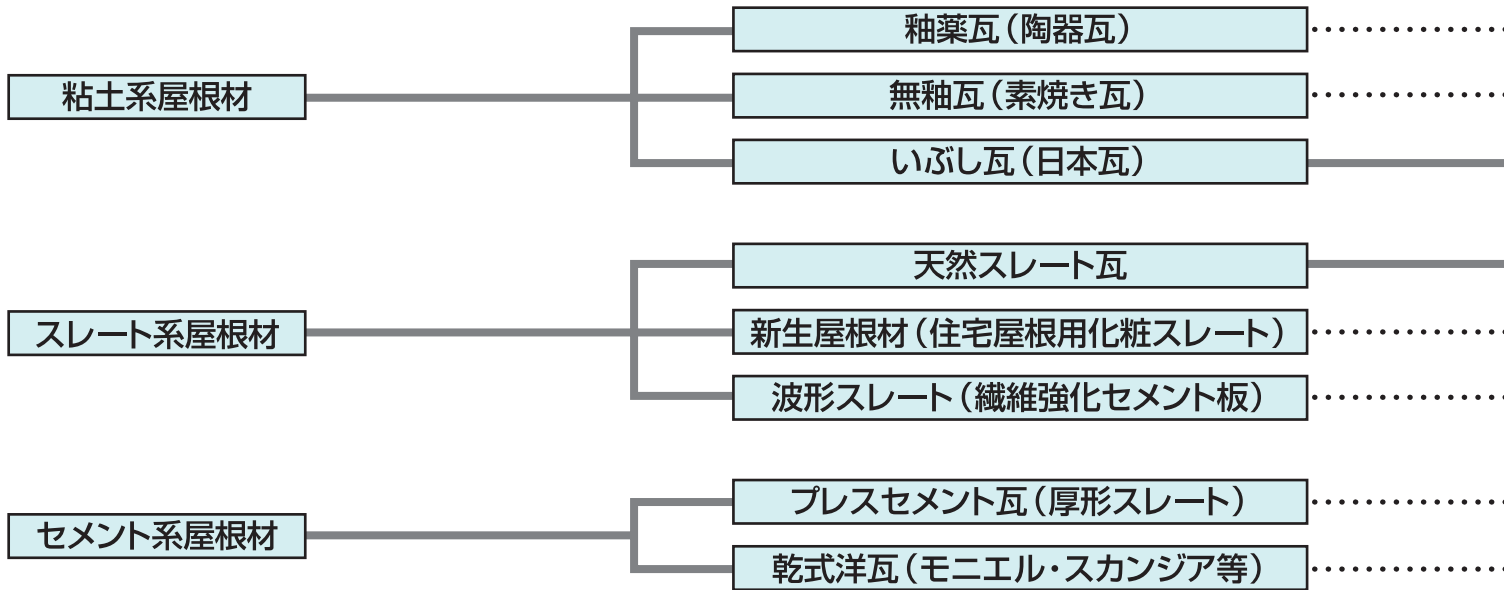 粘土系屋根材
釉薬瓦(陶器瓦)
無釉瓦(素焼き瓦)
いぶし瓦(日本瓦)
スレート系屋根材
天然スレート瓦
新生屋根材(住宅屋根用化粧スレート)
波形スレート(繊維強化セメント板)
セメント系屋根材
プレスセメント瓦(厚形スレート)
乾式洋瓦(モニエル・スカンジア等)